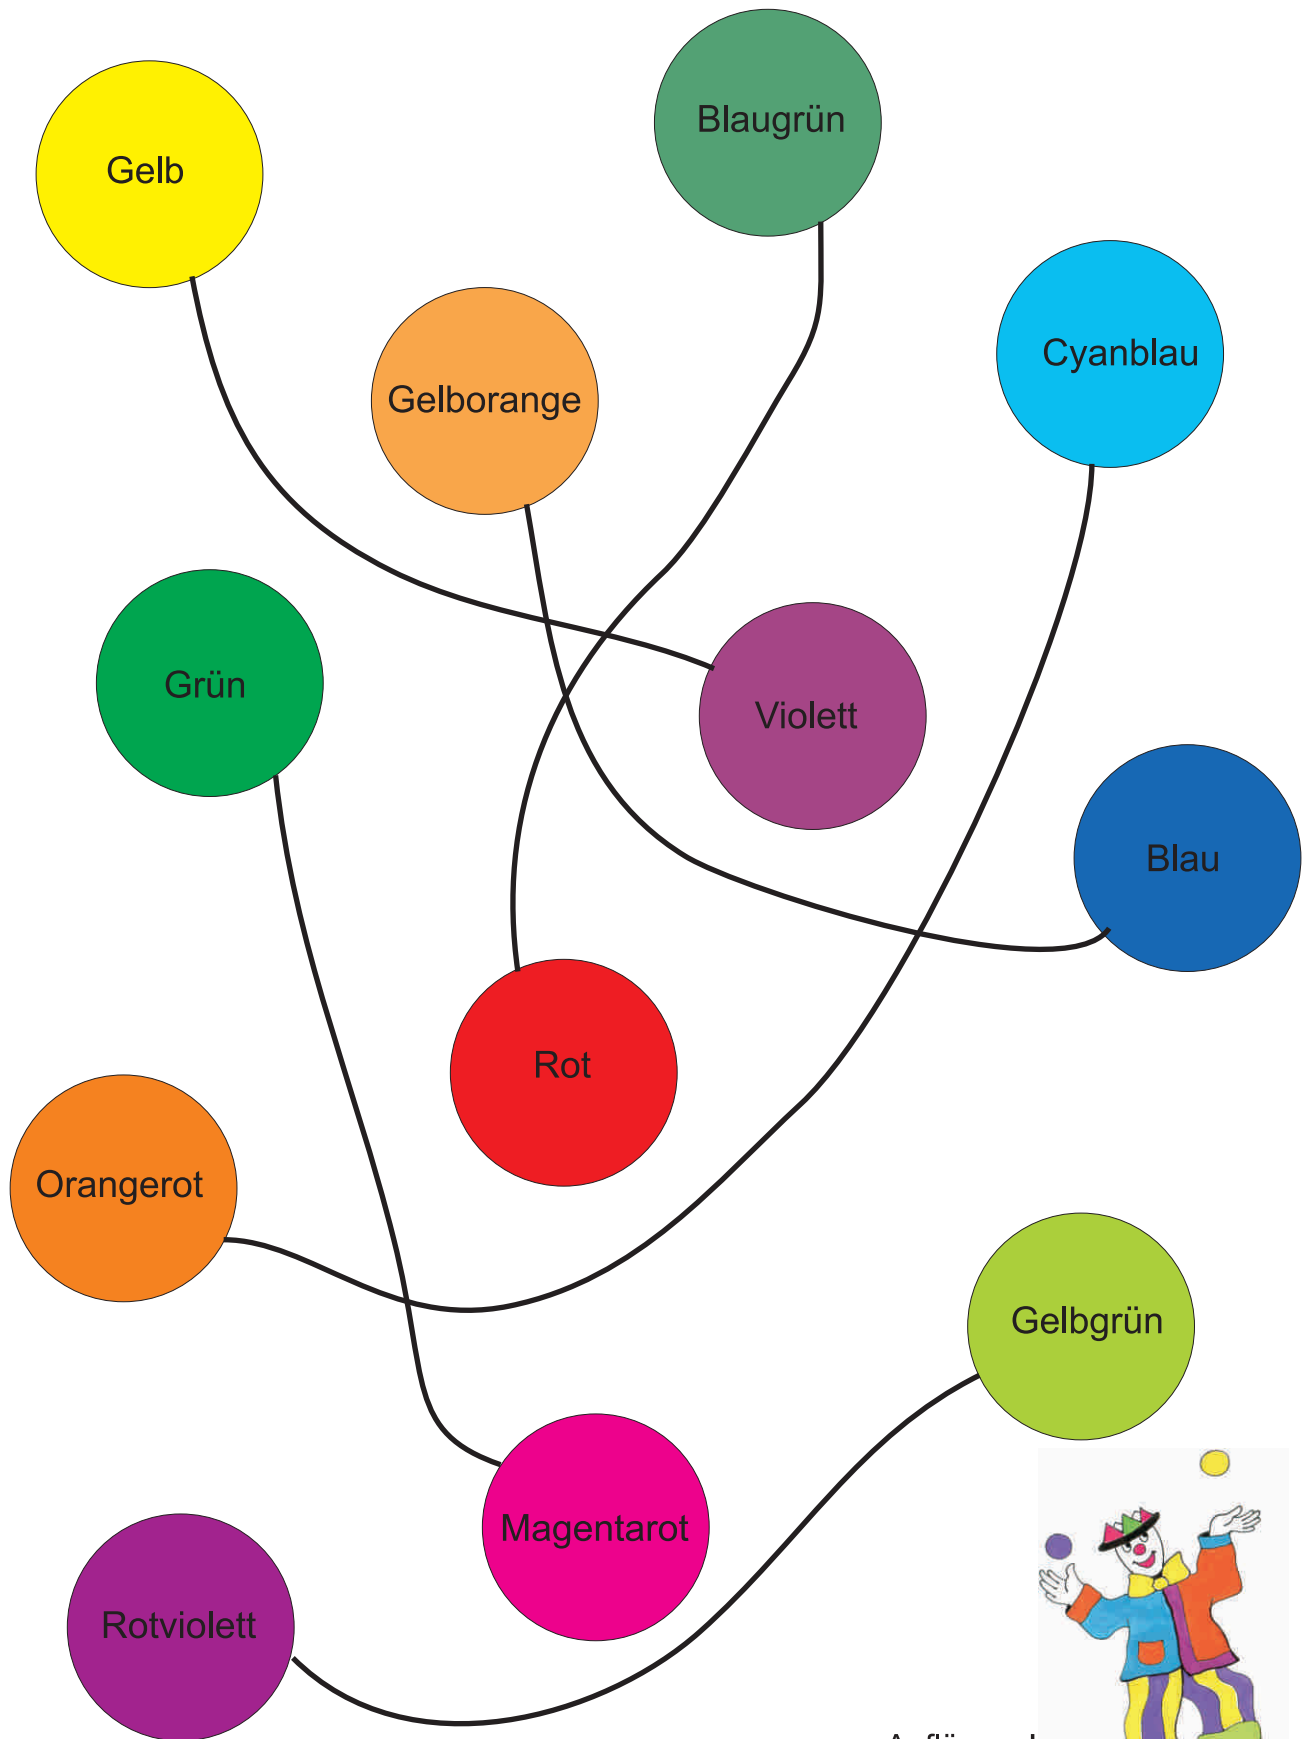 Blaugrün
Gelb
Cyanblau
Gelborange
Grün
Violett
Blau
Rot
Orangerot
Gelbgrün
Magentarot
Rotviolett